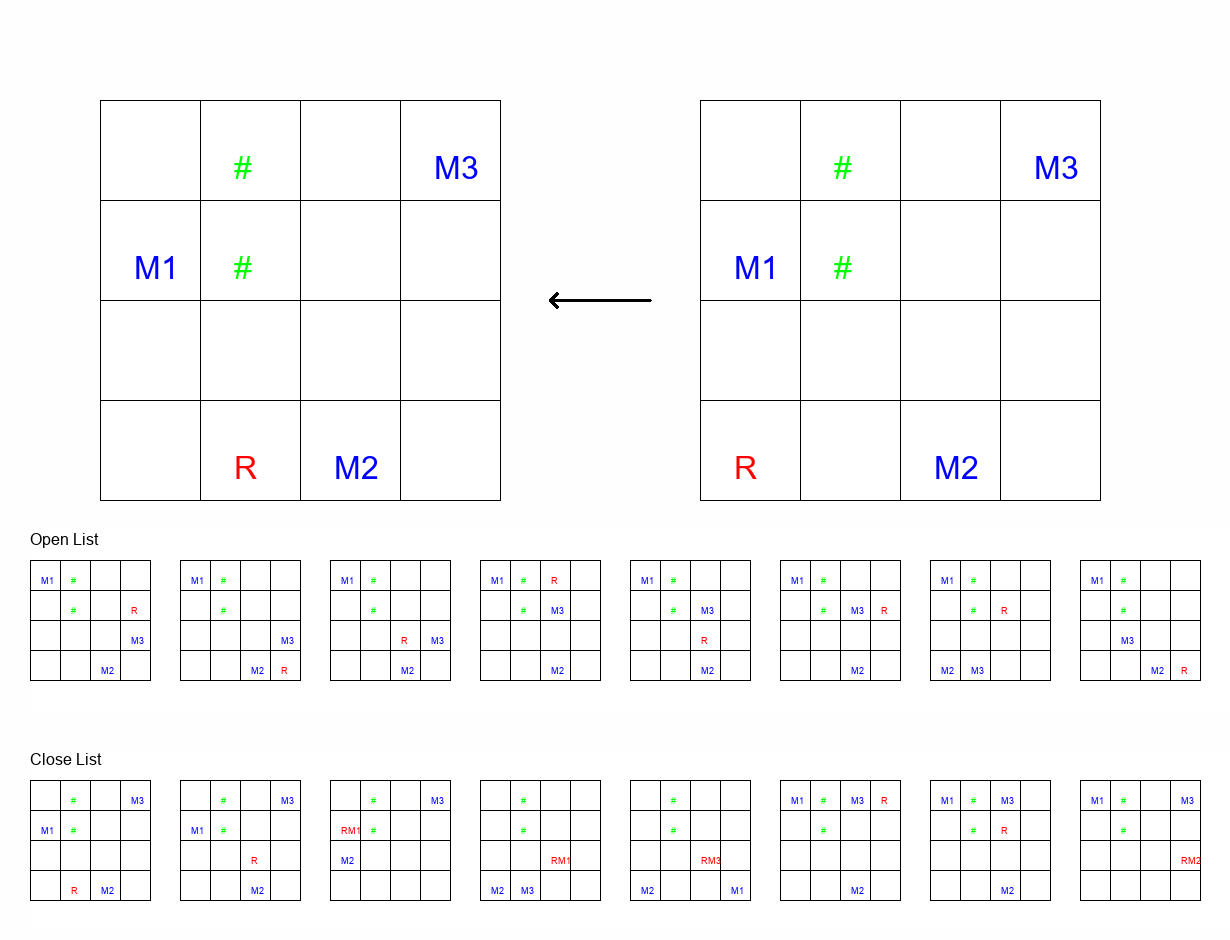 # M3 # M3
M1 # M1 #
R M2 R M2
Open List
M1 # M1 # M1 # M1 # R M1 # M1 # M1 # M1 #
# R # # # M3 # M3 # M3 R # R #
M3 M3 R M3 R M3
M2 M2 R M2 M2 M2 M2 M2 M3 M2 R
Close List
# M3 # M3 # M3 # # M1 # M3 R M1 # M3 M1 # M3
M1 # M1 # RM1 # # # # # R #
R M2 RM1 RM3 RM2
R M2 M2 M2 M3 M2 M1 M2 M2